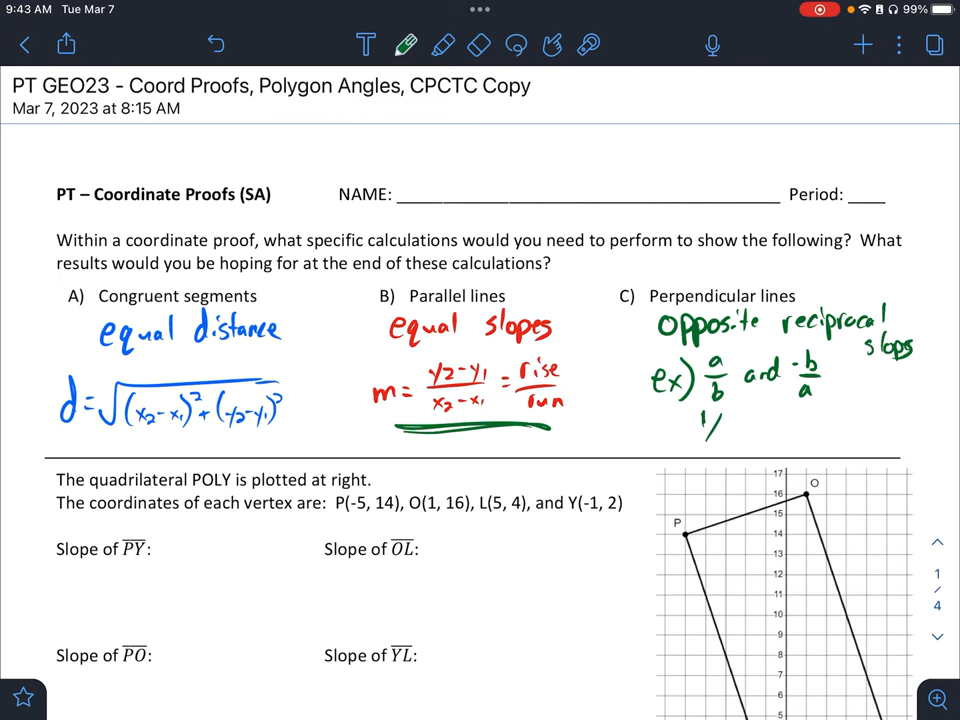 9:43 AM Tue Mar 7
99%
PT GEO23 - Coord Proofs, Polygon Angles, CPCTC Copy
Mar 7, 2023 at 8:15 AM
PT – Coordinate Proofs (SA) NAME: ____ Period: ____
Within a coordinate proof, what specific calculations would you need to perform to show the following? What
results would you be hoping for at the end of these calculations?
A) Congruent segments B) Parallel lines C) Perpendicular lines
equal distance
d = √(x₂-x₁)² + (y₂-y₁)²
equal slopes
m = y2-y1 / x2-x1 = rise / run
opposite reciprocal
slops
ex) a/b and -b/a
1/
The quadrilateral POLY is plotted at right.
The coordinates of each vertex are: P(-5, 14), O(1, 16), L(5, 4), and Y(-1, 2)
Slope of PY: Slope of OL:
Slope of PO: Slope of YL:
P
O
17
16
15
14
13
12
11
10
9
8
7
6
5
1
/
4